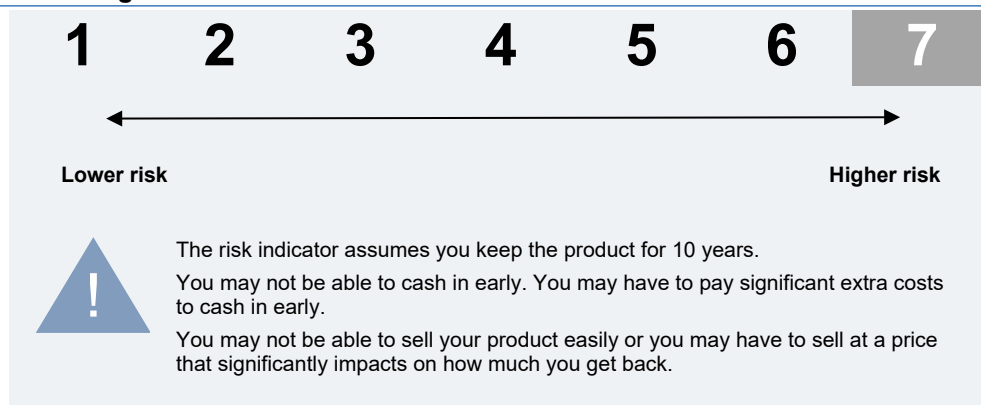 1 2 3 4 5 6 7
Lower risk Higher risk
!
The risk indicator assumes you keep the product for 10 years.
You may not be able to cash in early. You may have to pay significant extra costs
to cash in early.
You may not be able to sell your product easily or you may have to sell at a price
that significantly impacts on how much you get back.